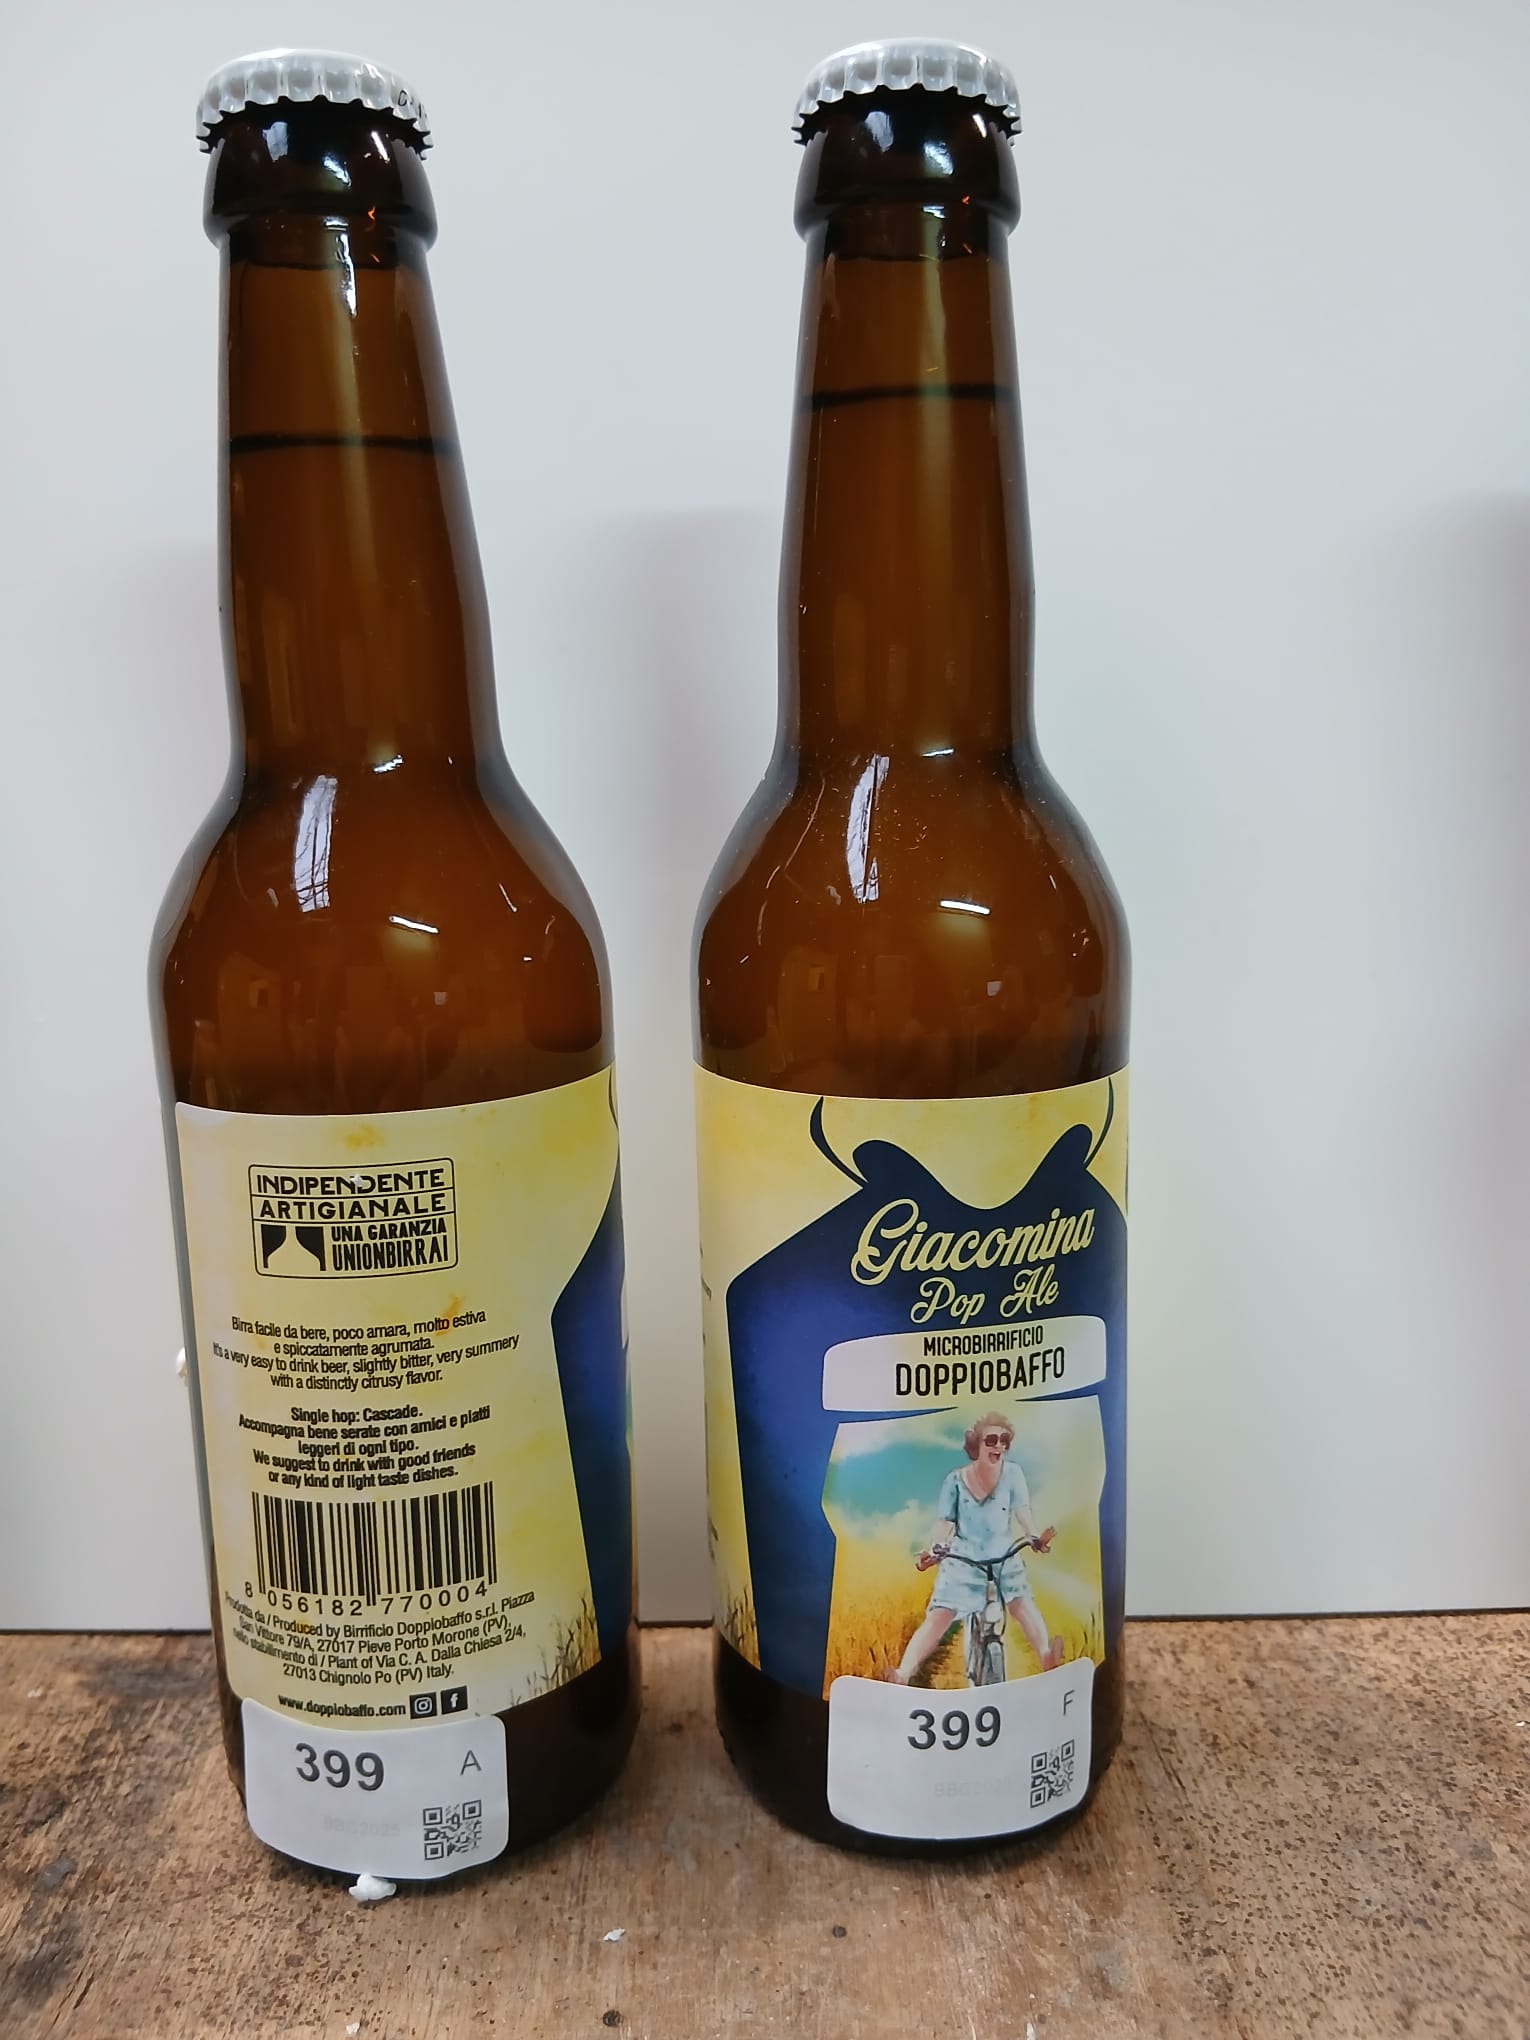 INDIPENDENTE
ARTIGIANALE
UNA GARANZIA
UNIONBIRRAI
Birra facile da bere, poco amara, molto estiva
e spiccatamente agrumata.
It's a very easy to drink beer, slightly bitter, very summery
with a distinctly citrusy flavor.
Single hop: Cascade.
Accompagna bene serate con amici e piatti
leggeri di ogni tipo.
We suggest to drink with good friends
or any kind of light taste dishes.
8 056182 770004
Prodotta da / Produced by Birrificio Doppiobaffo s.r.l. Piazza
San Vittore 79/A, 27017 Pieve Porto Morone (PV),
nello stabilimento di / Plant of Via C. A. Dalla Chiesa 2/4,
27013 Chignolo Po (PV) Italy.
www.doppiobaffo.com
399 A
BBC2025
Giacomina
Pop Ale
MICROBIRRIFICIO
DOPPIOBAFFO
399 F
BBC2025